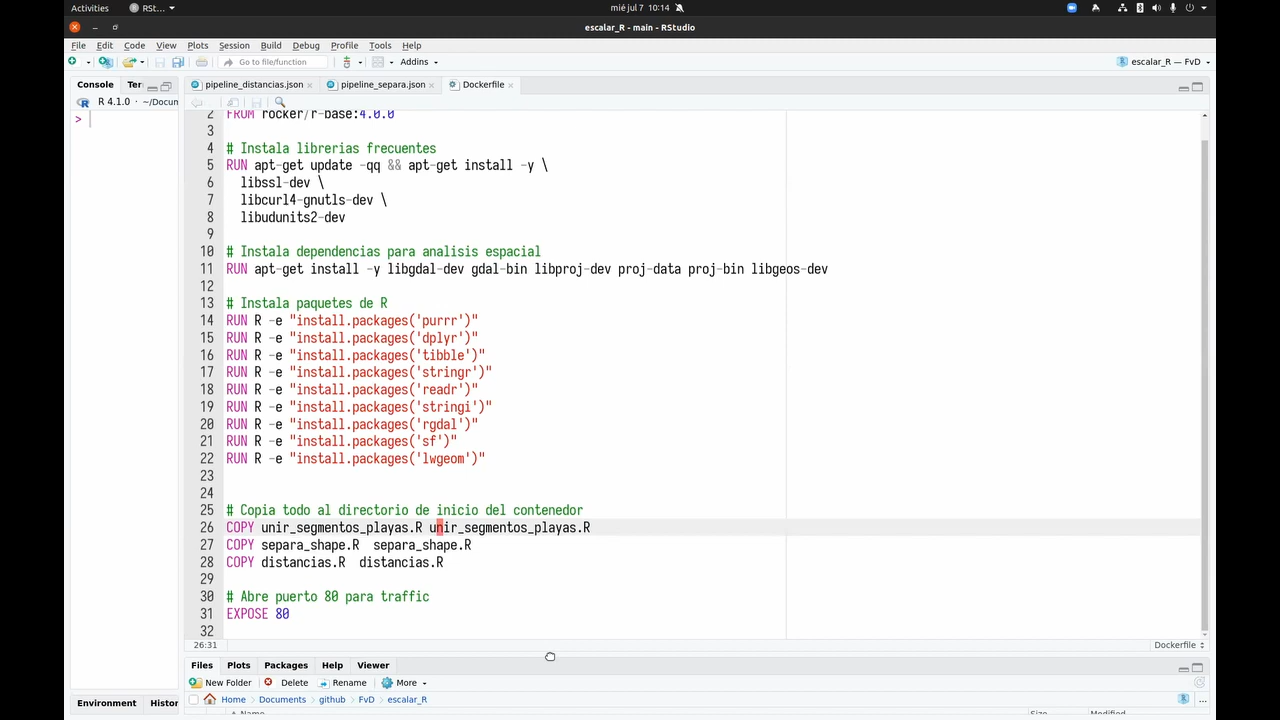 Activities RSt... mié jul 7 10:14
escalar_R - main - RStudio
File Edit Code View Plots Session Build Debug Profile Tools Help
Go to file/function Addins escalar_R — FvD
Console Ter pipeline_distancias.json pipeline_separa.json Dockerfile
R 4.1.0 · ~/Docum
>
2 FROM rocker/r-base:4.0.0
3
4 # Instala librerias frecuentes
5 RUN apt-get update -qq && apt-get install -y \
6 libssl-dev \
7 libcurl4-gnutls-dev \
8 libudunits2-dev
9
10 # Instala dependencias para analisis espacial
11 RUN apt-get install -y libgdal-dev gdal-bin libproj-dev proj-data proj-bin libgeos-dev
12
13 # Instala paquetes de R
14 RUN R -e "install.packages('purrr')"
15 RUN R -e "install.packages('dplyr')"
16 RUN R -e "install.packages('tibble')"
17 RUN R -e "install.packages('stringr')"
18 RUN R -e "install.packages('readr')"
19 RUN R -e "install.packages('stringi')"
20 RUN R -e "install.packages('rgdal')"
21 RUN R -e "install.packages('sf')"
22 RUN R -e "install.packages('lwgeom')"
23
24
25 # Copia todo al directorio de inicio del contenedor
26 COPY unir_segmentos_playas.R unir_segmentos_playas.R
27 COPY separa_shape.R separa_shape.R
28 COPY distancias.R distancias.R
29
30 # Abre puerto 80 para traffic
31 EXPOSE 80
32
26:31 Dockerfile
Files Plots Packages Help Viewer
New Folder Delete Rename More
Home Documents github FvD escalar_R ...
Environment Histor
Name Size Modified